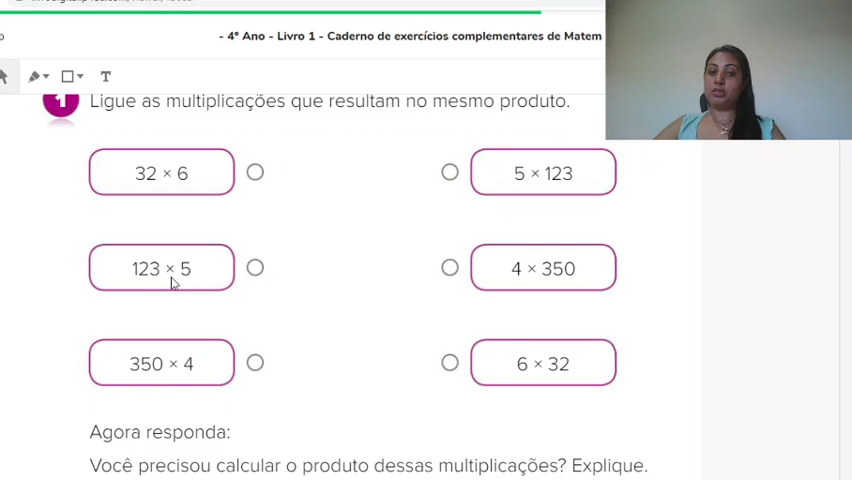 - 4º Ano - Livro 1 - Caderno de exercícios complementares de Matem
T
1 Ligue as multiplicações que resultam no mesmo produto.
32 × 6
5 × 123
123 × 5
4 × 350
350 × 4
6 × 32
Agora responda:
Você precisou calcular o produto dessas multiplicações? Explique.